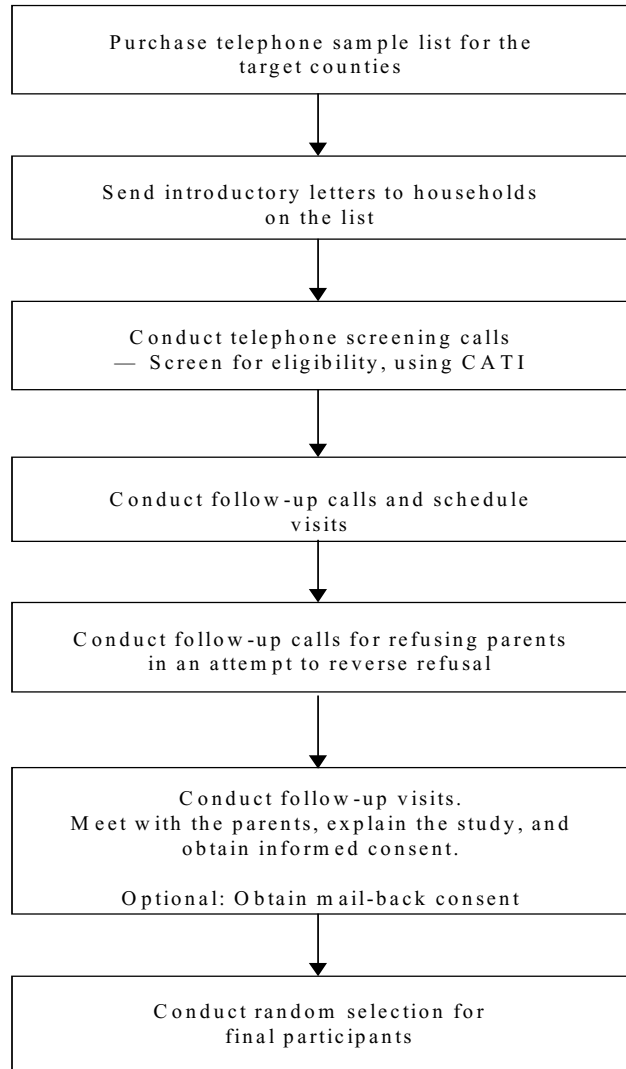 Purchase telephone sample list for the
target counties
Send introductory letters to households
on the list
Conduct telephone screening calls
— Screen for eligibility, using CATI
Conduct follow-up calls and schedule
visits
Conduct follow-up calls for refusing parents
in an attempt to reverse refusal
Conduct follow-up visits.
Meet with the parents, explain the study, and
obtain informed consent.
Optional: Obtain mail-back consent
Conduct random selection for
final participants